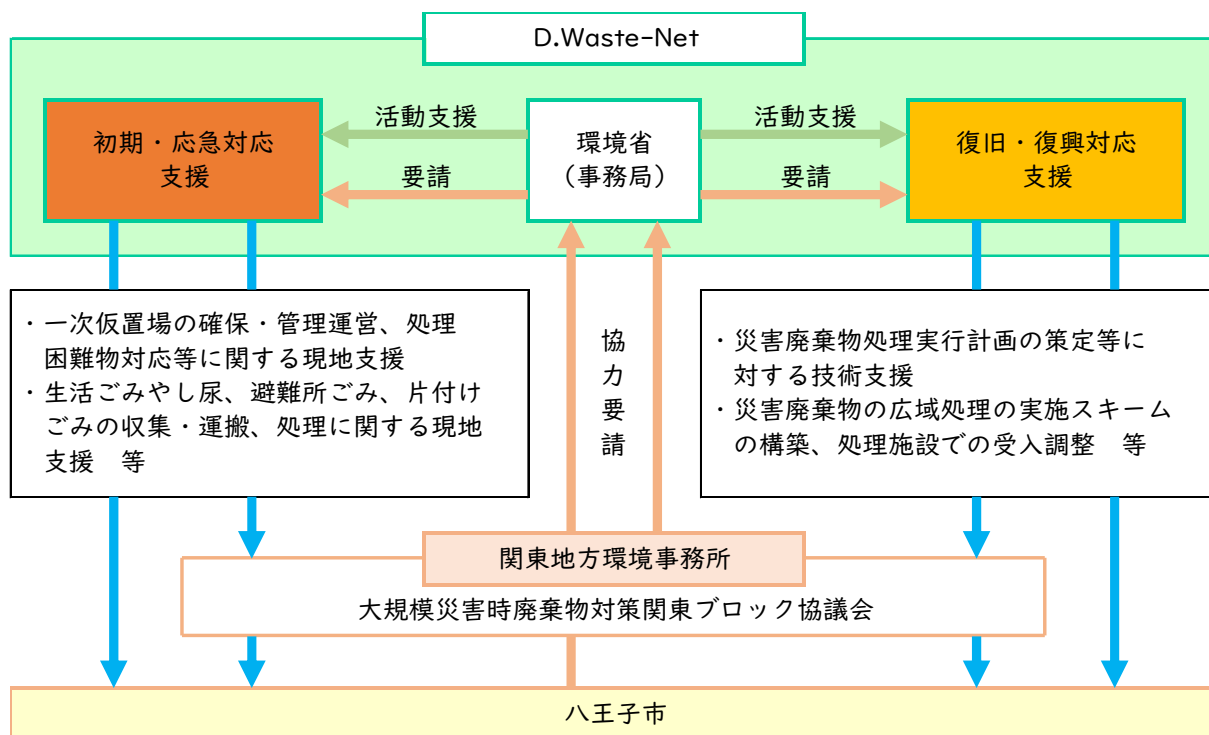 D.Waste-Net
初期・応急対応
支援
活動支援
要請
環境省
（事務局）
活動支援
要請
復旧・復興対応
支援
・一次仮置場の確保・管理運営、処理
困難物対応等に関する現地支援
・生活ごみやし尿、避難所ごみ、片付け
ごみの収集・運搬、処理に関する現地
支援　等
協力要請
・災害廃棄物処理実行計画の策定等に
対する技術支援
・災害廃棄物の広域処理の実施スキーム
の構築、処理施設での受入調整　等
関東地方環境事務所
大規模災害時廃棄物対策関東ブロック協議会
八王子市